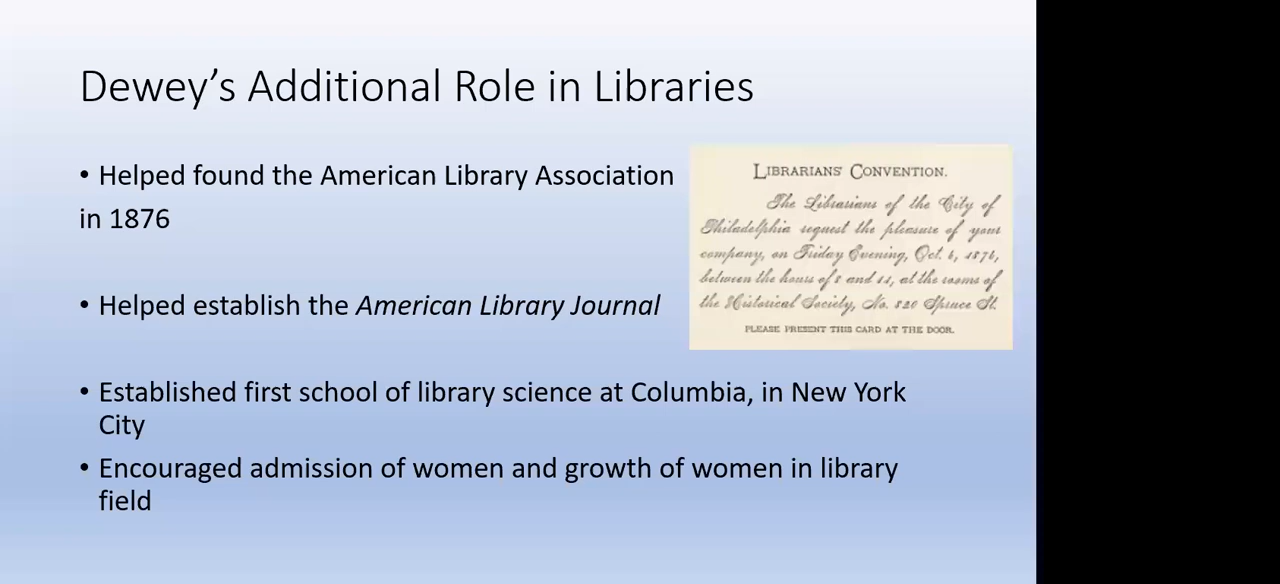 Dewey’s Additional Role in Libraries
• Helped found the American Library Association
in 1876
• Helped establish the American Library Journal
LIBRARIANS' CONVENTION.
The Librarians of the City of
Philadelphia request the pleasure of your
company, on Friday Evening, Oct. 6, 1876,
between the hours of 8 and 11, at the rooms of
the Historical Society, No. 820 Spruce St.
PLEASE PRESENT THIS CARD AT THE DOOR.
• Established first school of library science at Columbia, in New York
City
• Encouraged admission of women and growth of women in library
field